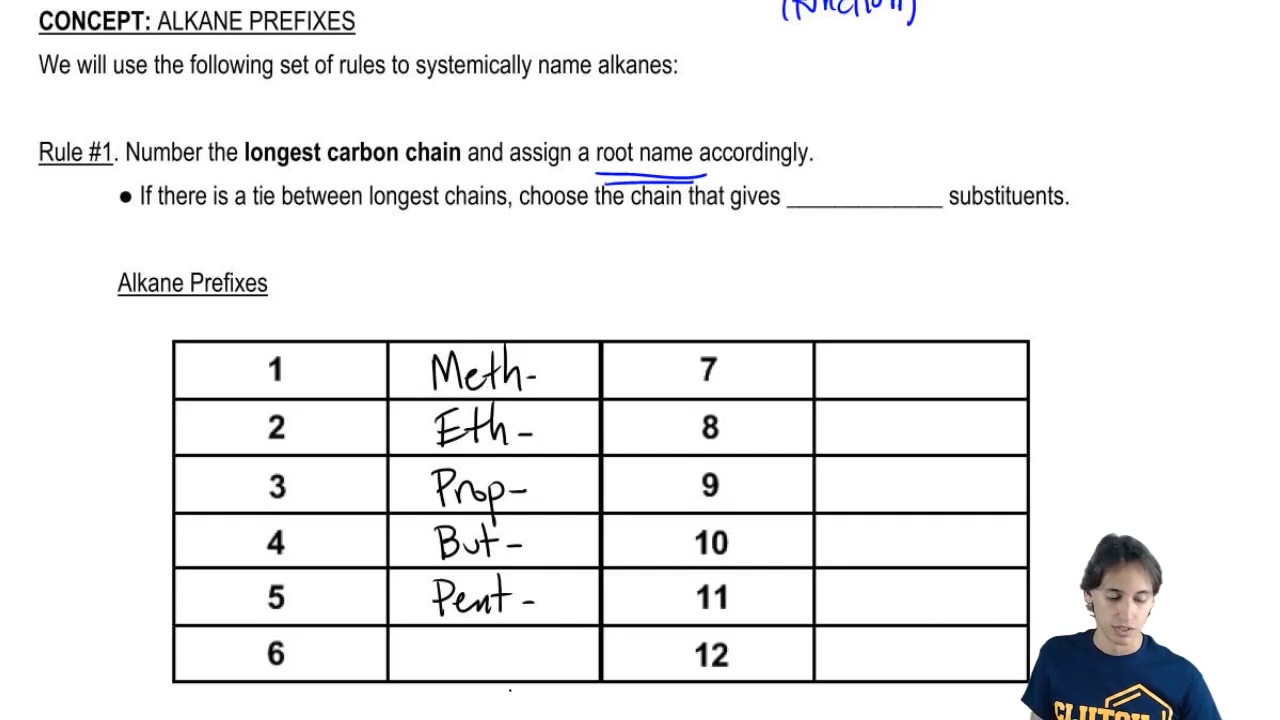 (function)
CONCEPT: ALKANE PREFIXES
We will use the following set of rules to systemically name alkanes:
Rule #1. Number the longest carbon chain and assign a root name accordingly.
● If there is a tie between longest chains, choose the chain that gives _____________ substituents.
Alkane Prefixes
1 Meth- 7
2 Eth- 8
3 Prop- 9
4 But- 10
5 Pent- 11
6 12
CLUTCH